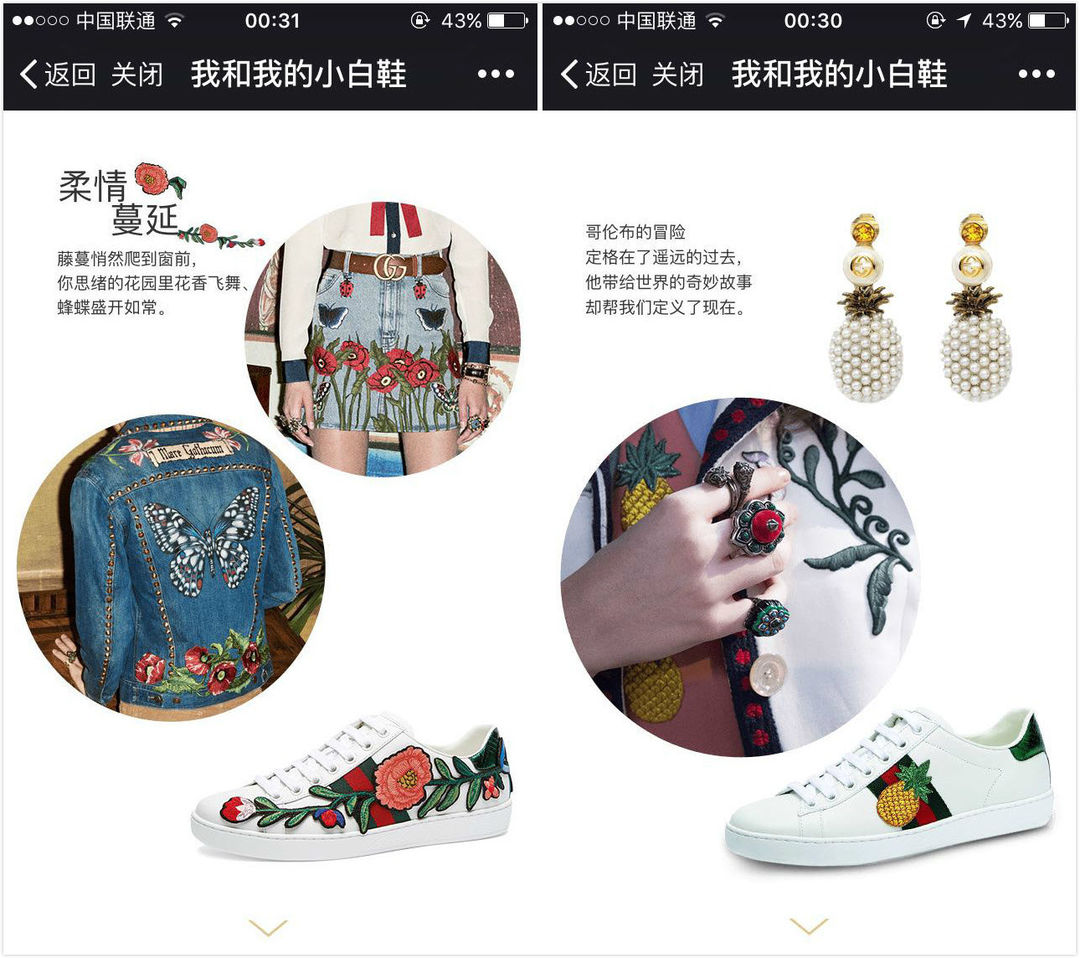 中国联通 00:31 43%
返回 关闭 我和我的小白鞋
柔情
蔓延
藤蔓悄然爬到窗前，
你思绪的花园里花香飞舞、
蜂蝶盛开如常。
Mare Gothicum
中国联通 00:30 43%
返回 关闭 我和我的小白鞋
哥伦布的冒险
定格在了遥远的过去，
他带给世界的奇妙故事
却帮我们定义了现在。